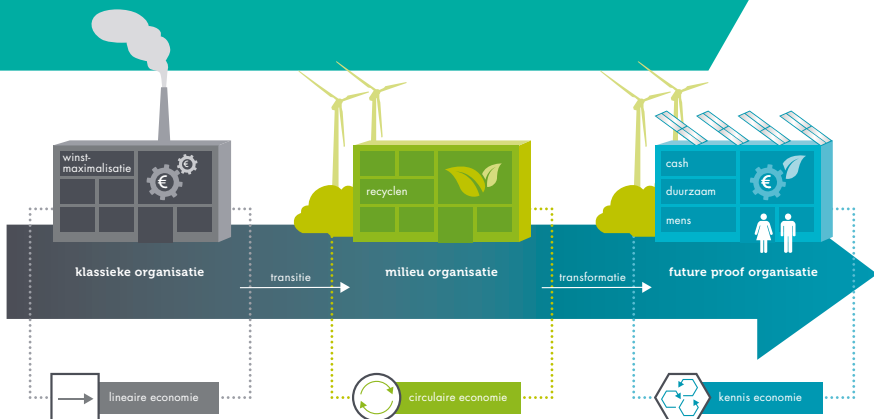 winst-
maximalisatie
€
€
recyclen
cash
duurzaam
mens
€
klassieke organisatie
transitie
milieu organisatie
transformatie
future proof organisatie
lineaire economie
circulaire economie
kennis economie